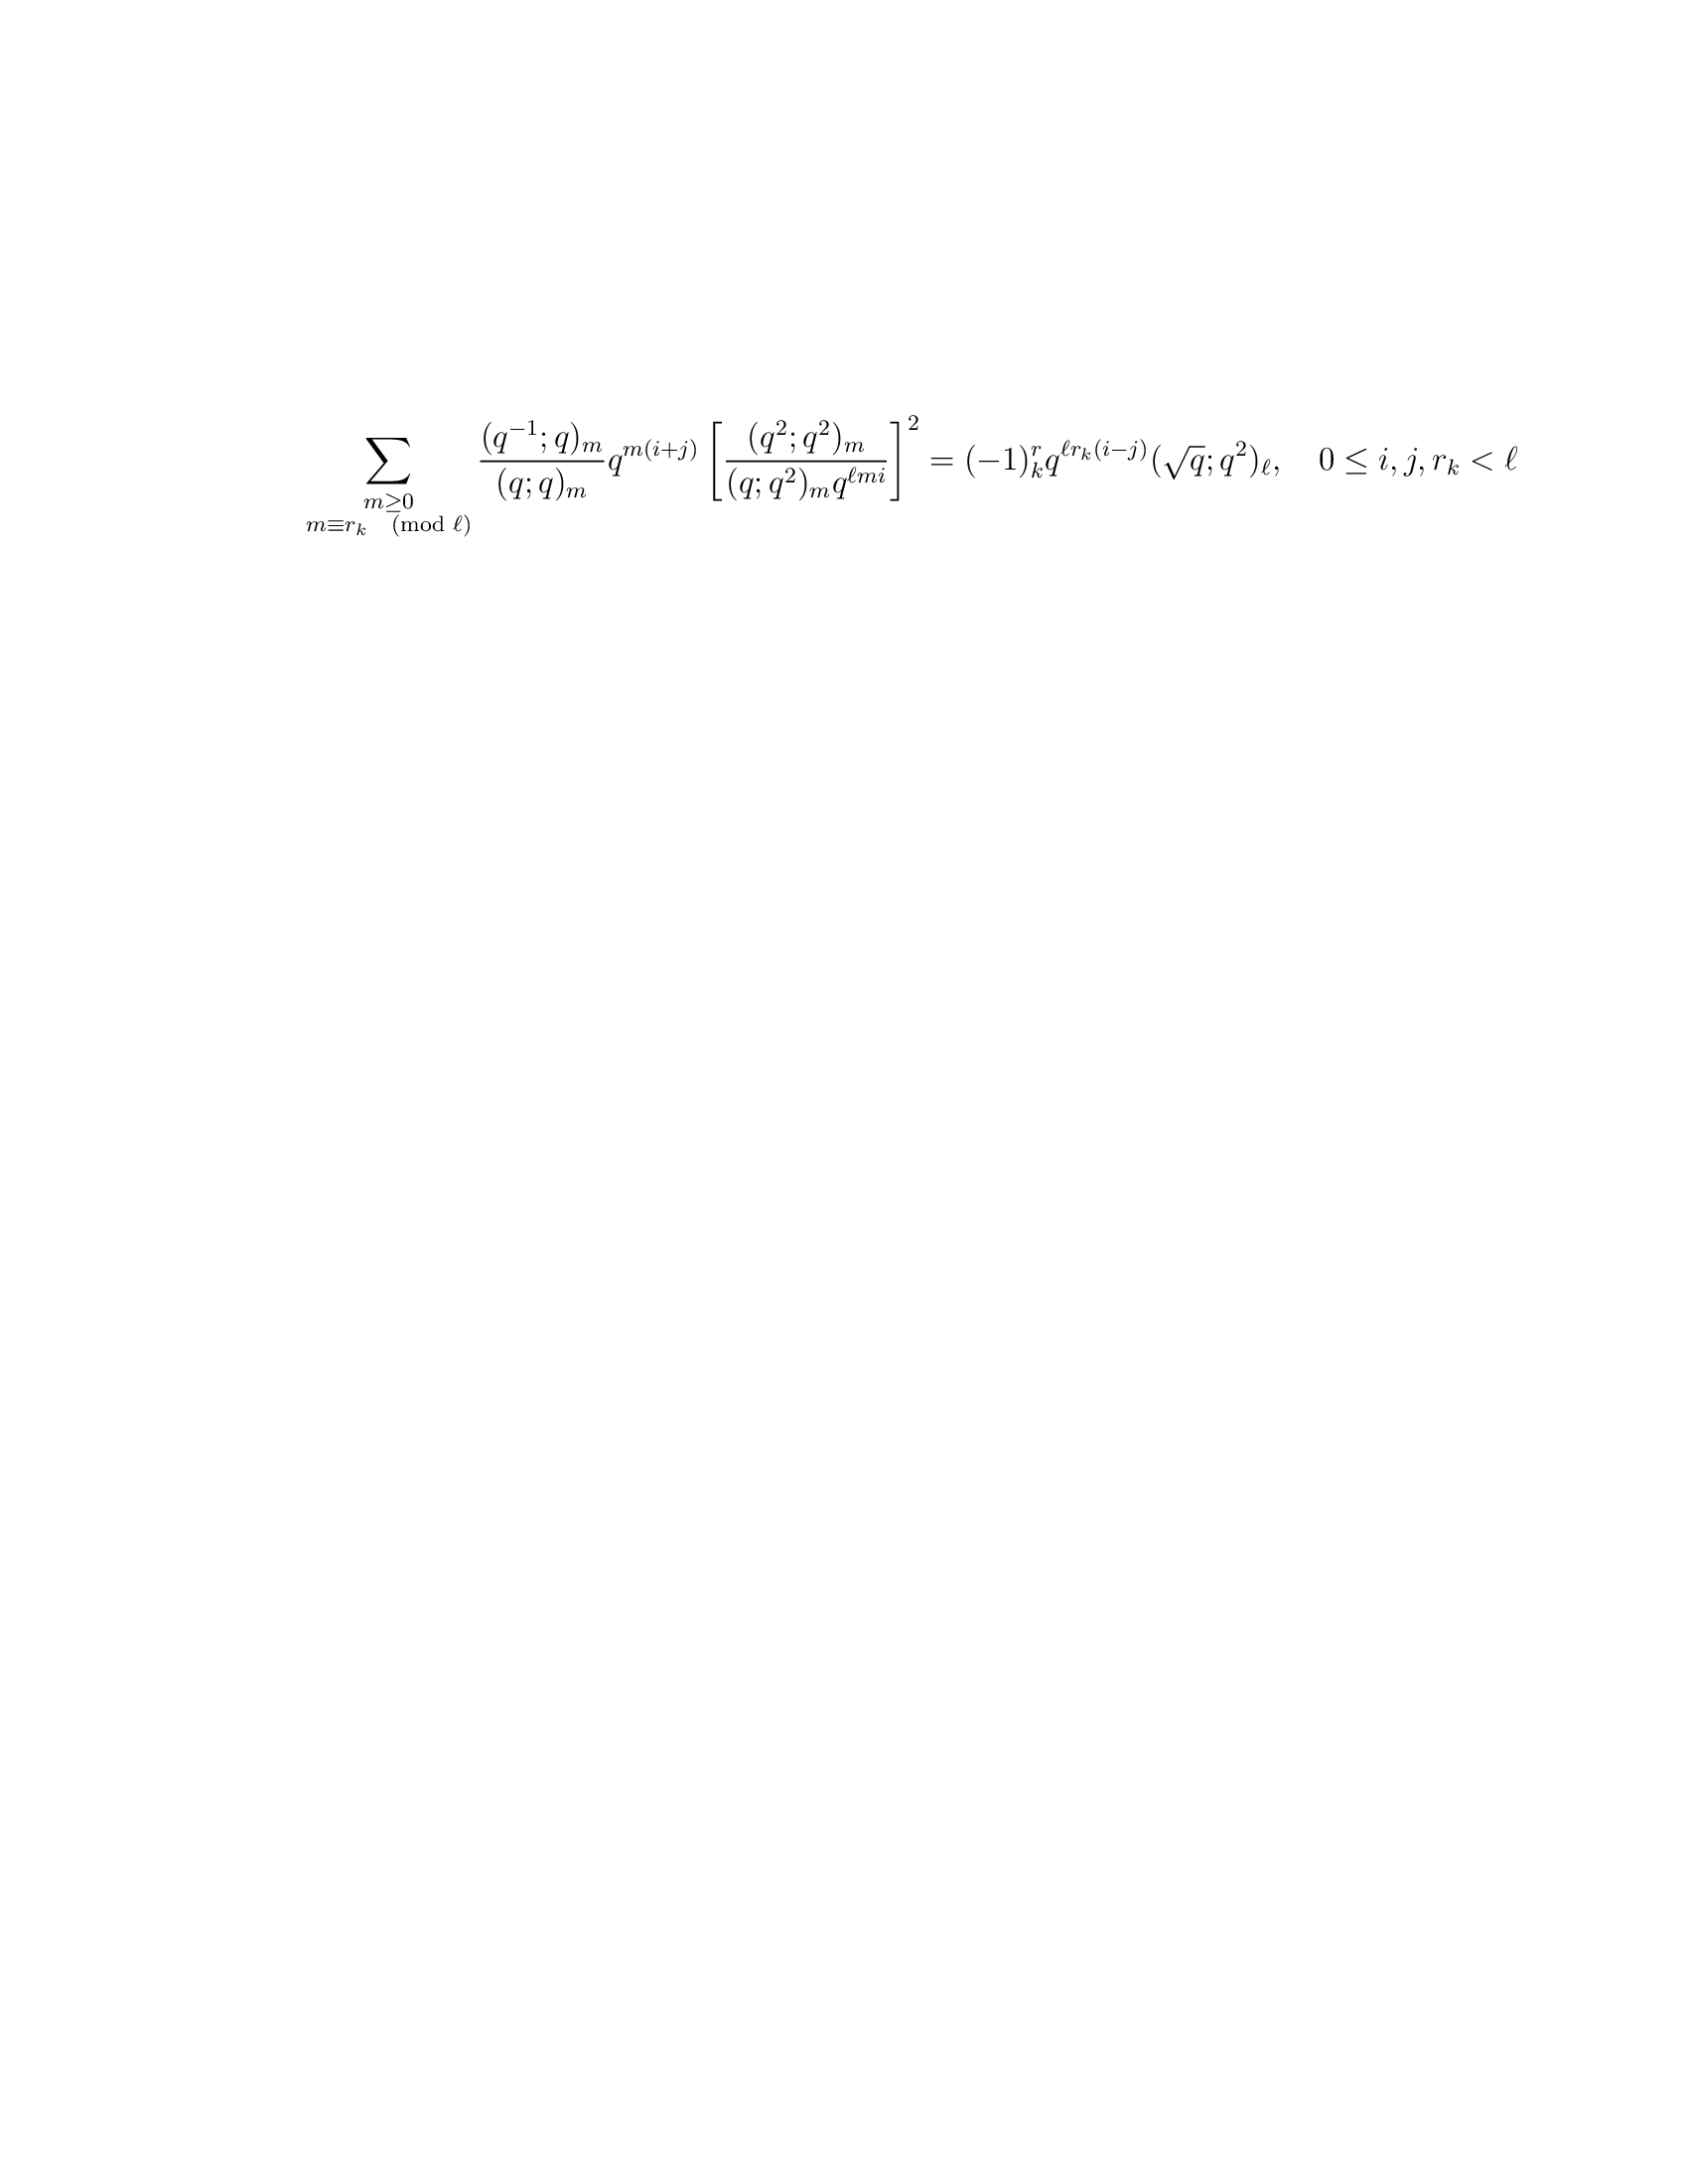 \sum_{\substack{m\geq 0\\ m\equiv r_k \pmod{\ell}}} \frac{(q^{-1};q)_m}{(q;q)_m} q^{m(i+j)} \left[\frac{(q^2;q^2)_m}{(q;q^2)_m q^{\ell m i}}\right]^2 = (-1)^r_k q^{\ell r_k(i-j)} (\sqrt{q};q^2)_\ell, \quad 0 \leq i,j,r_k < \ell